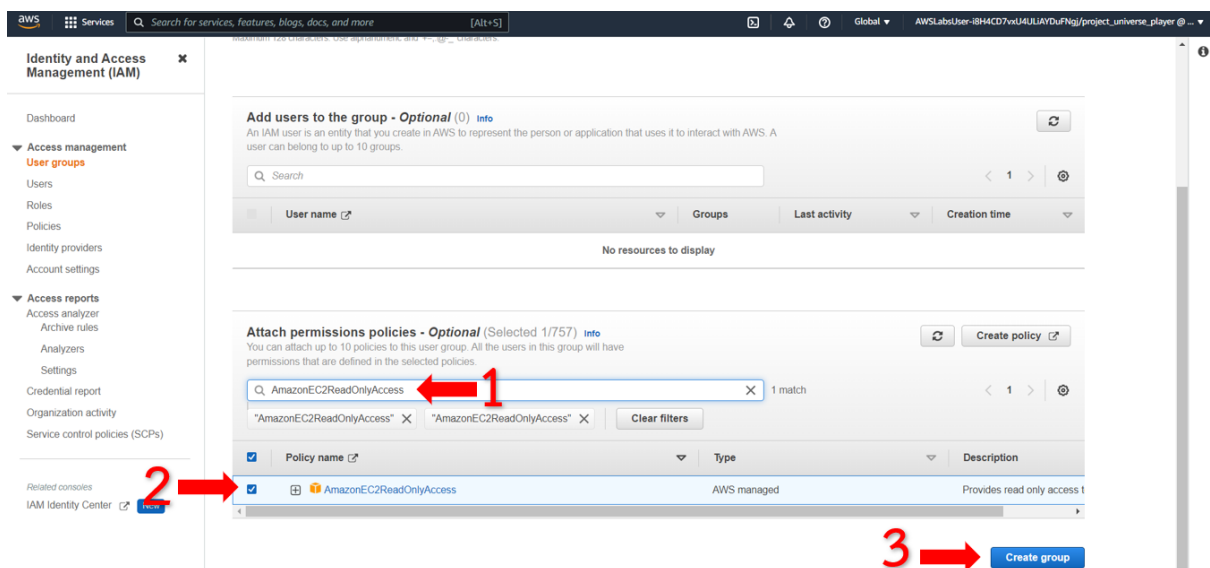 aws Services Search for services, features, blogs, docs, and more [Alt+S] Global AWSLabsUser-i8H4CD7vxU4ULiAYDuFNgj/project_universe_player @ ...
Identity and Access
Management (IAM)
Dashboard
Access management
User groups
Users
Roles
Policies
Identity providers
Account settings
Access reports
Access analyzer
Archive rules
Analyzers
Settings
Credential report
Organization activity
Service control policies (SCPs)
Related consoles
IAM Identity Center New
Maximum 128 characters. Use alphanumeric and '+=,.@-_' characters.
Add users to the group - Optional (0) Info
An IAM user is an entity that you create in AWS to represent the person or application that uses it to interact with AWS. A
user can belong to up to 10 groups.
Search 1
User name Groups Last activity Creation time
No resources to display
Attach permissions policies - Optional (Selected 1/757) Info
You can attach up to 10 policies to this user group. All the users in this group will have
permissions that are defined in the selected policies.
Create policy
AmazonEC2ReadOnlyAccess 1 1 match 1
"AmazonEC2ReadOnlyAccess" "AmazonEC2ReadOnlyAccess" Clear filters
Policy name Type Description
2 AmazonEC2ReadOnlyAccess AWS managed Provides read only access t
3 Create group